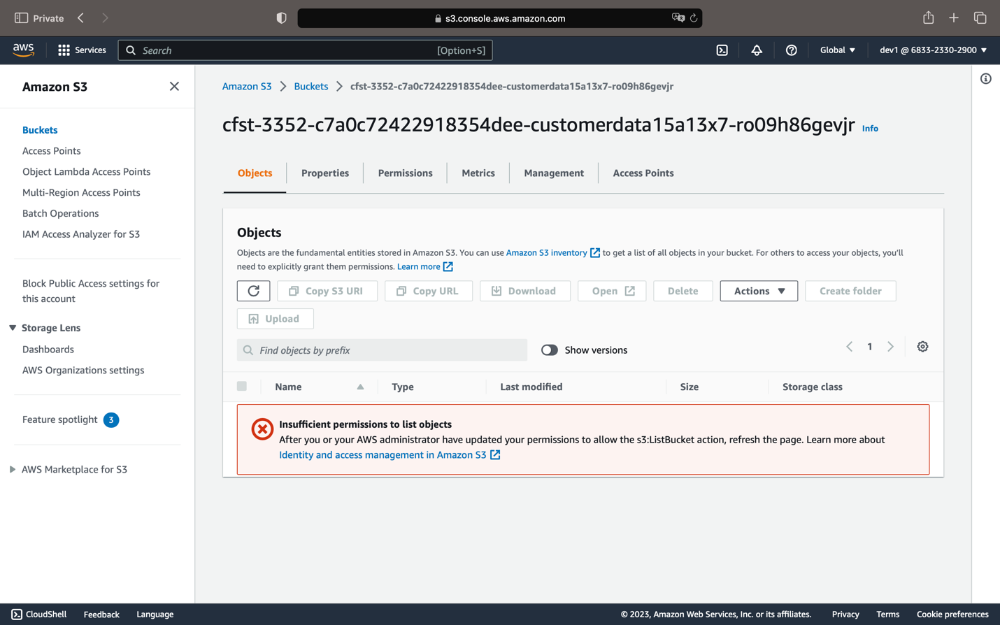 Private
s3.console.aws.amazon.com
aws
Services
Search
[Option+S]
Global
dev1 @ 6833-2330-2900
Amazon S3
Buckets
Access Points
Object Lambda Access Points
Multi-Region Access Points
Batch Operations
IAM Access Analyzer for S3
Block Public Access settings for
this account
Storage Lens
Dashboards
AWS Organizations settings
Feature spotlight 3
AWS Marketplace for S3
Amazon S3 > Buckets > cfst-3352-c7a0c72422918354dee-customerdata15a13x7-ro09h86gevjr
cfst-3352-c7a0c72422918354dee-customerdata15a13x7-ro09h86gevjr Info
Objects
Properties
Permissions
Metrics
Management
Access Points
Objects
Objects are the fundamental entities stored in Amazon S3. You can use Amazon S3 inventory to get a list of all objects in your bucket. For others to access your objects, you'll
need to explicitly grant them permissions. Learn more
Copy S3 URI
Copy URL
Download
Open
Delete
Actions
Create folder
Upload
Find objects by prefix
Show versions
1
Name
Type
Last modified
Size
Storage class
Insufficient permissions to list objects
After you or your AWS administrator have updated your permissions to allow the s3:ListBucket action, refresh the page. Learn more about
Identity and access management in Amazon S3
CloudShell
Feedback
Language
© 2023, Amazon Web Services, Inc. or its affiliates.
Privacy
Terms
Cookie preferences